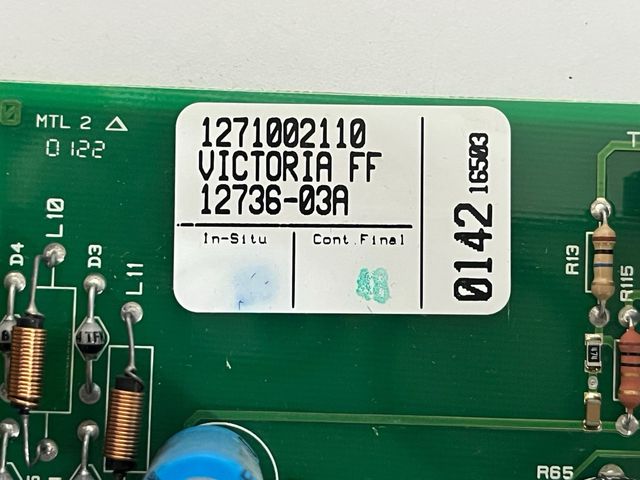 MTL 2
0122
1271002110
VICTORIA FF
12736-03A
In-Situ
Cont.Final
0142 16503
L10
D4
D3
L11
R13
R115
474
R65
T